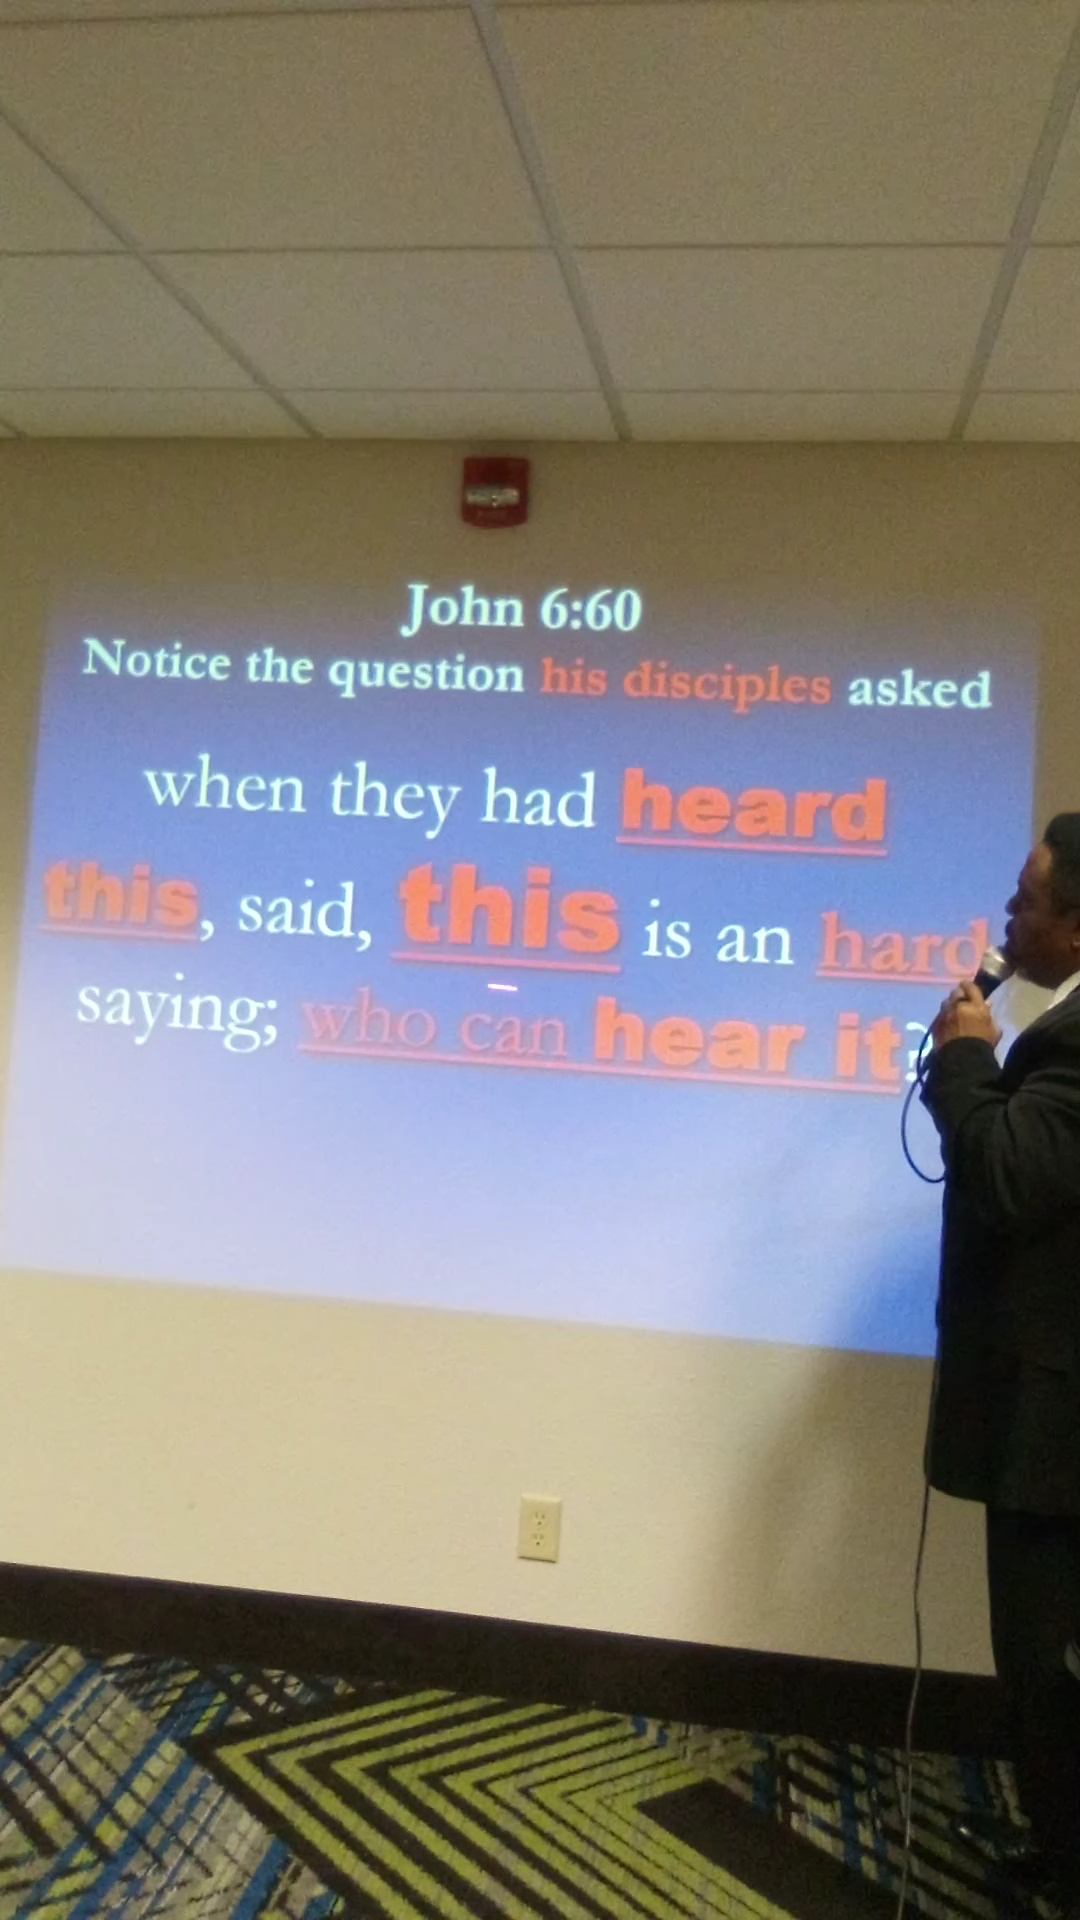 John 6:60
Notice the question his disciples asked
when they had heard
this, said, this is an hard
saying; who can hear it?